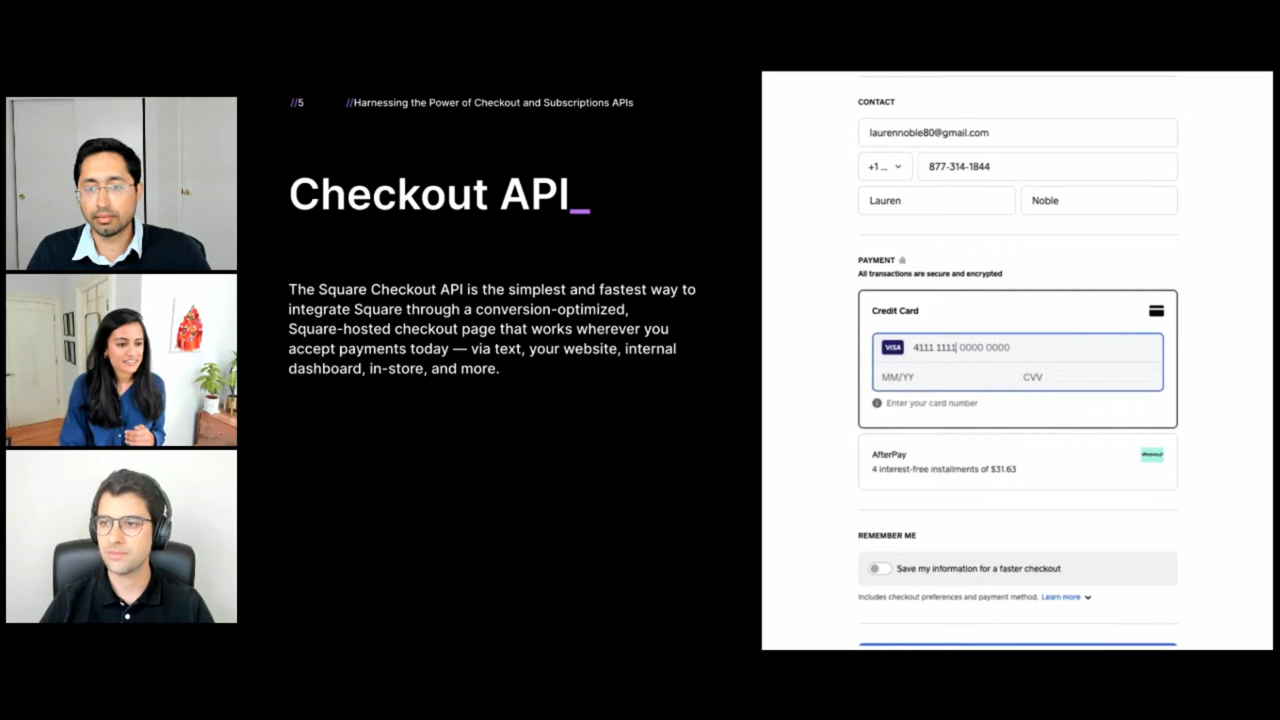 //5 //Harnessing the Power of Checkout and Subscriptions APIs
Checkout API_
The Square Checkout API is the simplest and fastest way to
integrate Square through a conversion-optimized,
Square-hosted checkout page that works wherever you
accept payments today — via text, your website, internal
dashboard, in-store, and more.
CONTACT
laurennoble80@gmail.com
+1 ... 877-314-1844
Lauren Noble
PAYMENT
All transactions are secure and encrypted
Credit Card
VISA 4111 1111 0000 0000
MM/YY CVV
Enter your card number
AfterPay
afterpay
4 interest-free installments of $31.63
REMEMBER ME
Save my information for a faster checkout
Includes checkout preferences and payment method. Learn more